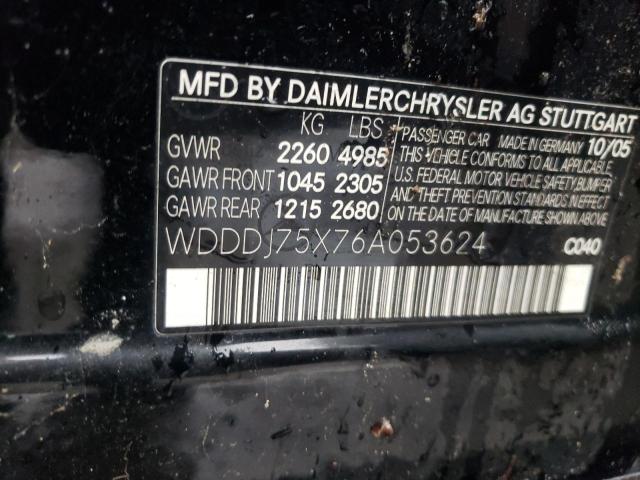 MFD BY DAIMLERCHRYSLER AG STUTTGART
KG LBS
GVWR 2260 4985
GAWR FRONT 1045 2305
GAWR REAR 1215 2680
PASSENGER CAR MADE IN GERMANY 10/05
THIS VEHICLE CONFORMS TO ALL APPLICABLE
U.S. FEDERAL MOTOR VEHICLE SAFETY, BUMPER
AND THEFT PREVENTION STANDARDS IN EFFECT
ON THE DATE OF MANUFACTURE SHOWN ABOVE
WDDDJ75X76A053624 C040